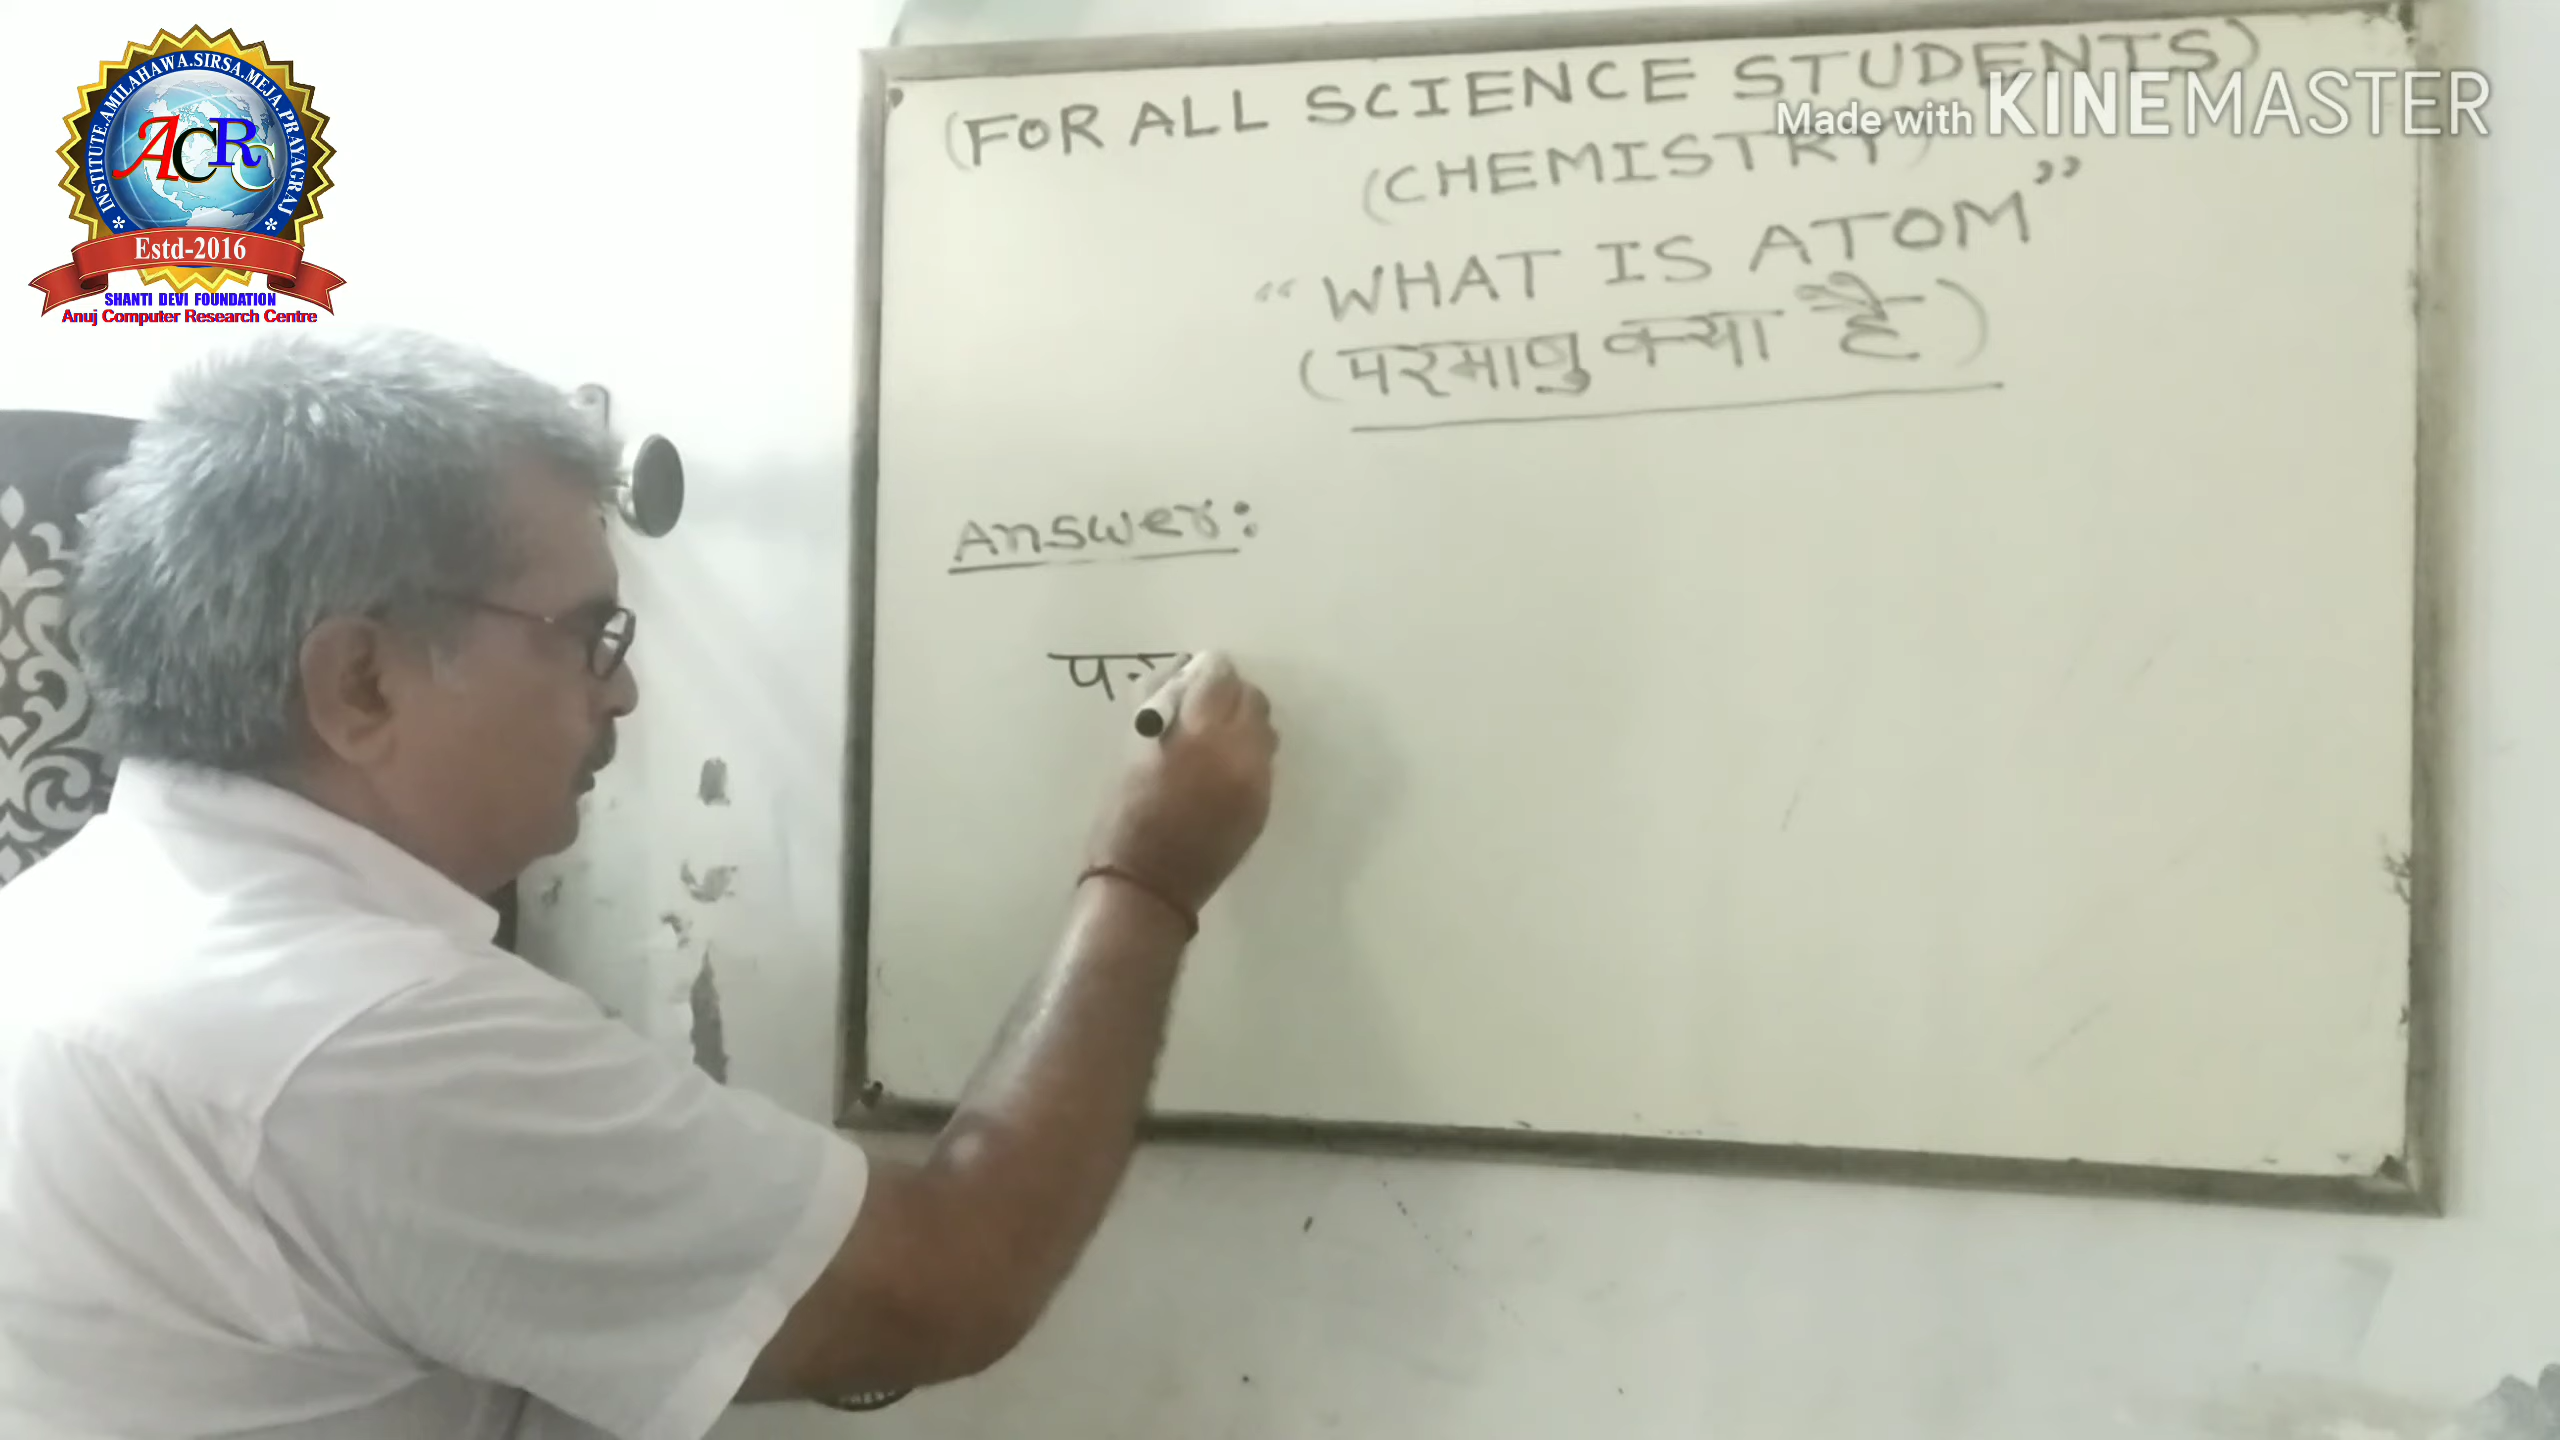 INSTITUTE.AMILAHAWA.SIRSA.MEJA.PRAYAGRAJ
ACRC
Estd-2016
SHANTI DEVI FOUNDATION
Anuj Computer Research Centre
Made with KINEMASTER
(FOR ALL SCIENCE STUDENTS)
(CHEMISTRY)
“WHAT IS ATOM”
(परमाणु क्या है)
Answer: